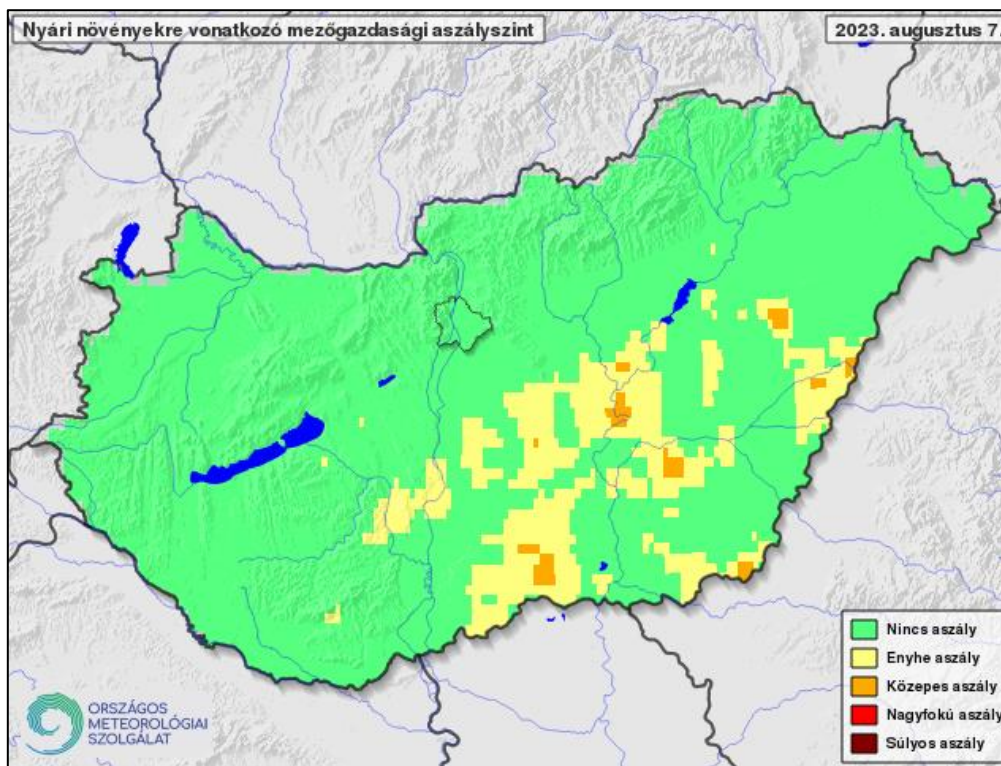 Nyári növényekre vonatkozó mezőgazdasági aszályszint
2023. augusztus 7.
Nincs aszály
Enyhe aszály
Közepes aszály
Nagyfokú aszály
Súlyos aszály
ORSZÁGOS
METEOROLÓGIAI
SZOLGÁLAT